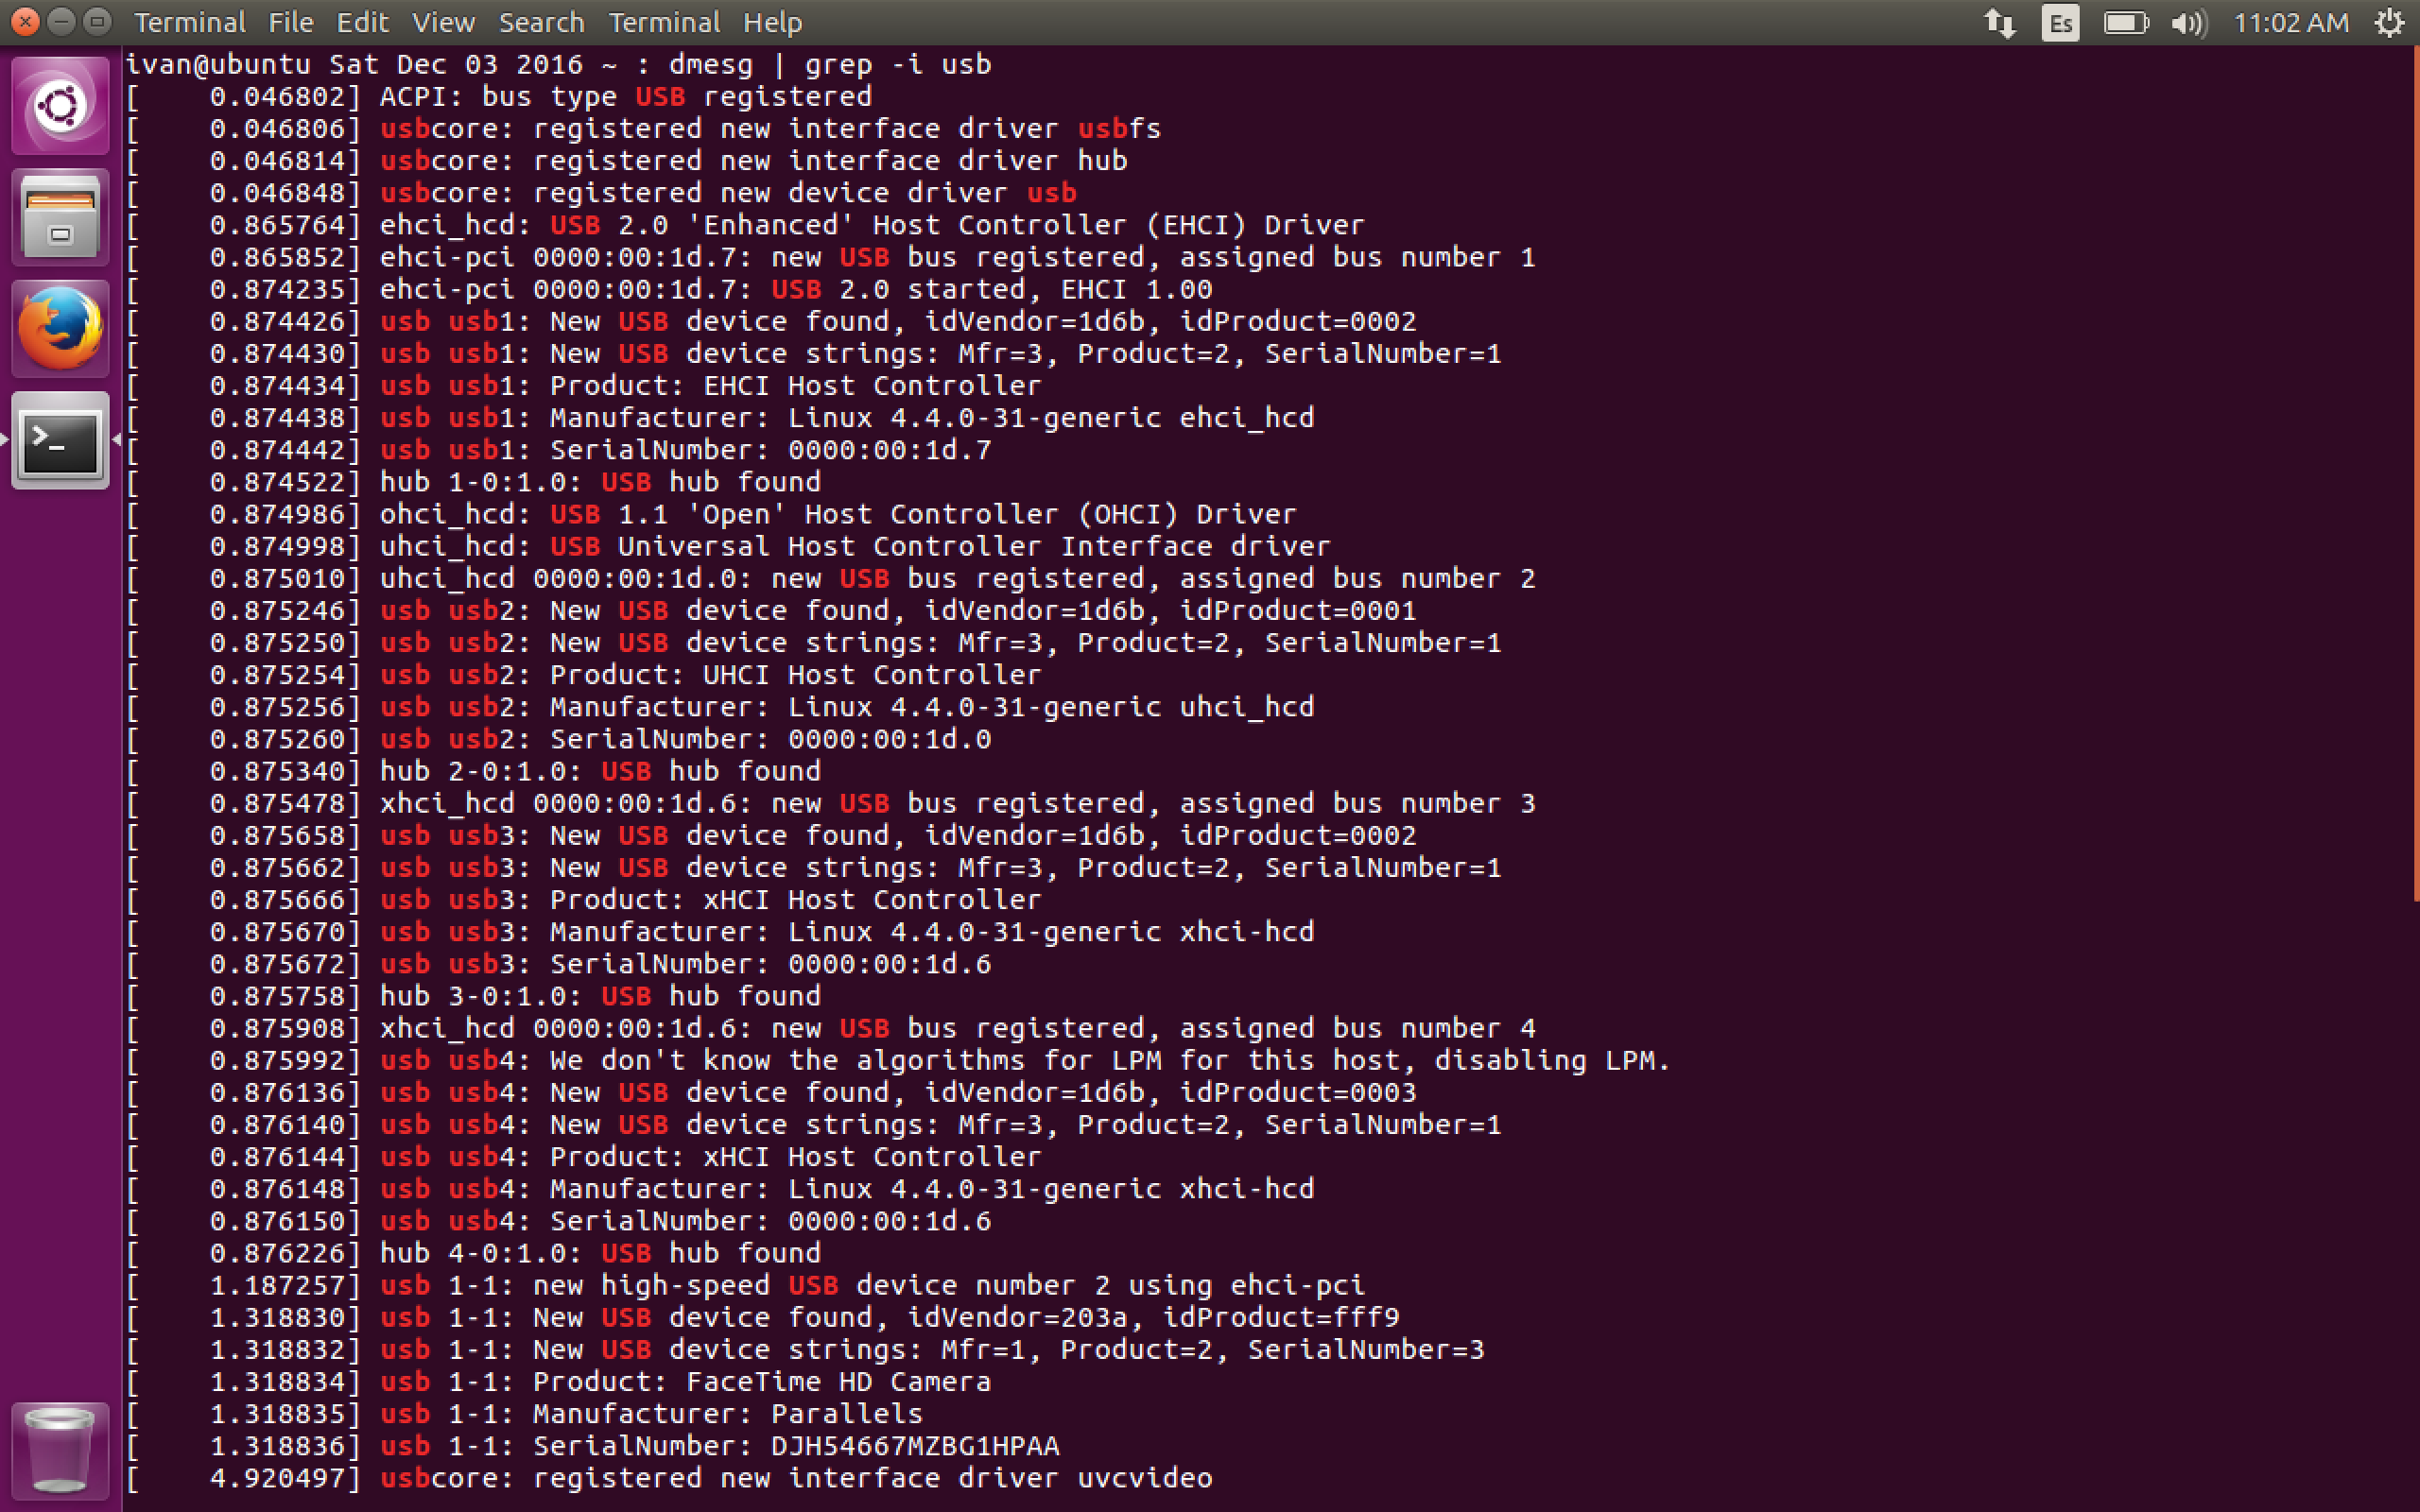 Terminal File Edit View Search Terminal Help Es 11:02 AM
ivan@ubuntu Sat Dec 03 2016 ~ : dmesg | grep -i usb
[    0.046802] ACPI: bus type USB registered
[    0.046806] usbcore: registered new interface driver usbfs
[    0.046814] usbcore: registered new interface driver hub
[    0.046848] usbcore: registered new device driver usb
[    0.865764] ehci_hcd: USB 2.0 'Enhanced' Host Controller (EHCI) Driver
[    0.865852] ehci-pci 0000:00:1d.7: new USB bus registered, assigned bus number 1
[    0.874235] ehci-pci 0000:00:1d.7: USB 2.0 started, EHCI 1.00
[    0.874426] usb usb1: New USB device found, idVendor=1d6b, idProduct=0002
[    0.874430] usb usb1: New USB device strings: Mfr=3, Product=2, SerialNumber=1
[    0.874434] usb usb1: Product: EHCI Host Controller
[    0.874438] usb usb1: Manufacturer: Linux 4.4.0-31-generic ehci_hcd
[    0.874442] usb usb1: SerialNumber: 0000:00:1d.7
[    0.874522] hub 1-0:1.0: USB hub found
[    0.874986] ohci_hcd: USB 1.1 'Open' Host Controller (OHCI) Driver
[    0.874998] uhci_hcd: USB Universal Host Controller Interface driver
[    0.875010] uhci_hcd 0000:00:1d.0: new USB bus registered, assigned bus number 2
[    0.875246] usb usb2: New USB device found, idVendor=1d6b, idProduct=0001
[    0.875250] usb usb2: New USB device strings: Mfr=3, Product=2, SerialNumber=1
[    0.875254] usb usb2: Product: UHCI Host Controller
[    0.875256] usb usb2: Manufacturer: Linux 4.4.0-31-generic uhci_hcd
[    0.875260] usb usb2: SerialNumber: 0000:00:1d.0
[    0.875340] hub 2-0:1.0: USB hub found
[    0.875478] xhci_hcd 0000:00:1d.6: new USB bus registered, assigned bus number 3
[    0.875658] usb usb3: New USB device found, idVendor=1d6b, idProduct=0002
[    0.875662] usb usb3: New USB device strings: Mfr=3, Product=2, SerialNumber=1
[    0.875666] usb usb3: Product: xHCI Host Controller
[    0.875670] usb usb3: Manufacturer: Linux 4.4.0-31-generic xhci-hcd
[    0.875672] usb usb3: SerialNumber: 0000:00:1d.6
[    0.875758] hub 3-0:1.0: USB hub found
[    0.875908] xhci_hcd 0000:00:1d.6: new USB bus registered, assigned bus number 4
[    0.875992] usb usb4: We don't know the algorithms for LPM for this host, disabling LPM.
[    0.876136] usb usb4: New USB device found, idVendor=1d6b, idProduct=0003
[    0.876140] usb usb4: New USB device strings: Mfr=3, Product=2, SerialNumber=1
[    0.876144] usb usb4: Product: xHCI Host Controller
[    0.876148] usb usb4: Manufacturer: Linux 4.4.0-31-generic xhci-hcd
[    0.876150] usb usb4: SerialNumber: 0000:00:1d.6
[    0.876226] hub 4-0:1.0: USB hub found
[    1.187257] usb 1-1: new high-speed USB device number 2 using ehci-pci
[    1.318830] usb 1-1: New USB device found, idVendor=203a, idProduct=fff9
[    1.318832] usb 1-1: New USB device strings: Mfr=1, Product=2, SerialNumber=3
[    1.318834] usb 1-1: Product: FaceTime HD Camera
[    1.318835] usb 1-1: Manufacturer: Parallels
[    1.318836] usb 1-1: SerialNumber: DJH54667MZBG1HPAA
[    4.920497] usbcore: registered new interface driver uvcvideo